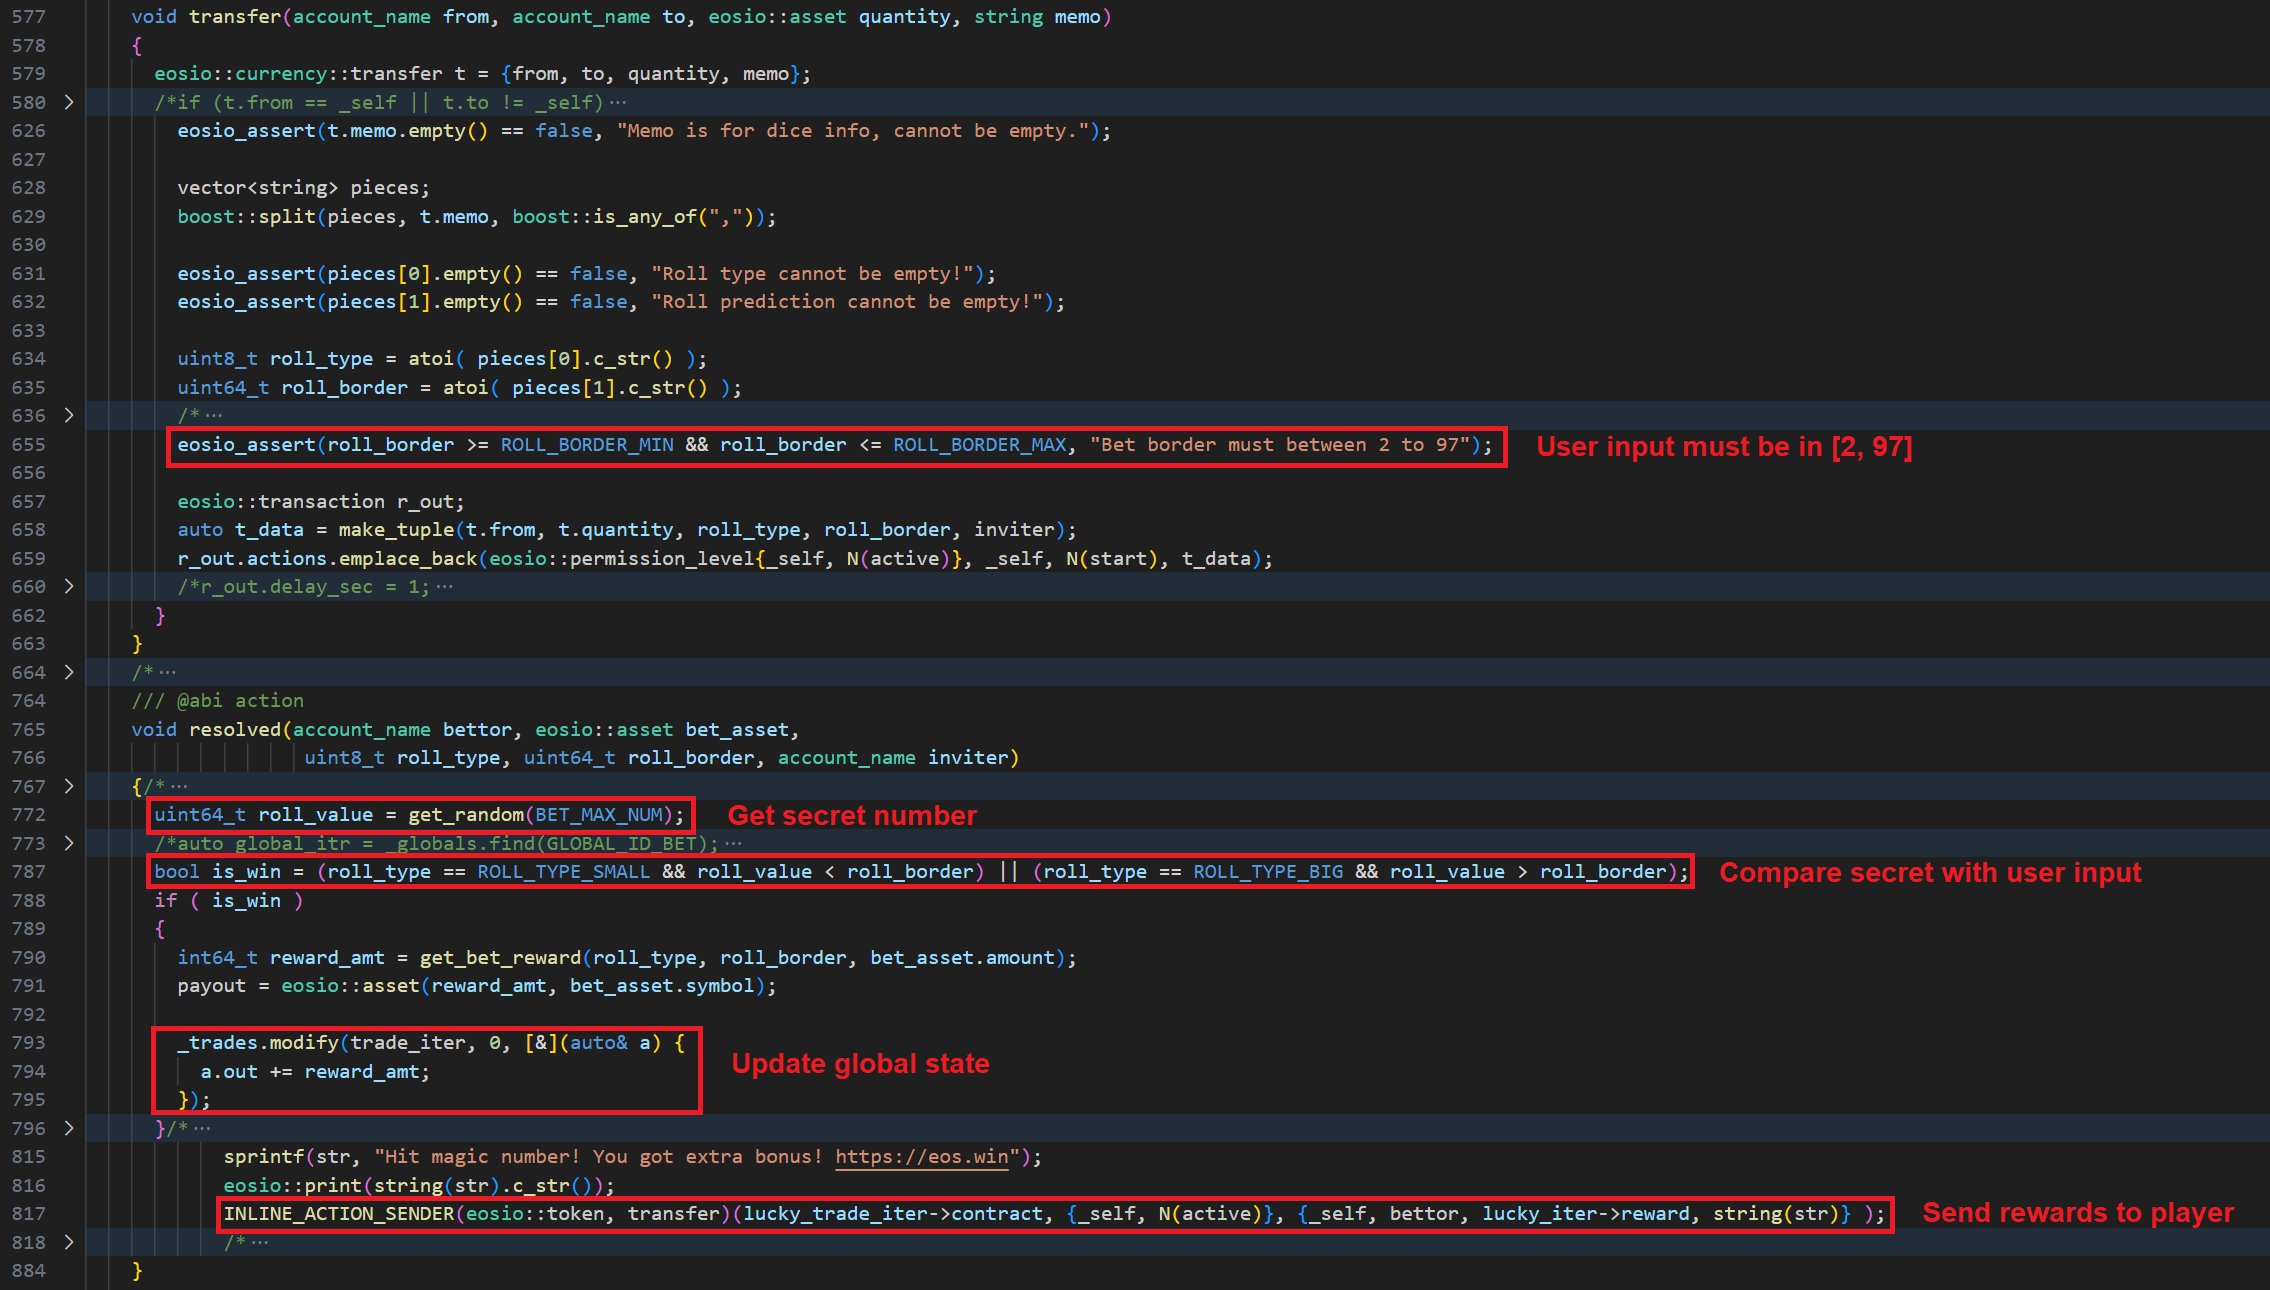 577 void transfer(account_name from, account_name to, eosio::asset quantity, string memo)
578 {
579 eosio::currency::transfer t = {from, to, quantity, memo};
580 > /*if (t.from == _self || t.to != _self)···
626 eosio_assert(t.memo.empty() == false, "Memo is for dice info, cannot be empty.");
627
628 vector<string> pieces;
629 boost::split(pieces, t.memo, boost::is_any_of(","));
630
631 eosio_assert(pieces[0].empty() == false, "Roll type cannot be empty!");
632 eosio_assert(pieces[1].empty() == false, "Roll prediction cannot be empty!");
633
634 uint8_t roll_type = atoi( pieces[0].c_str() );
635 uint64_t roll_border = atoi( pieces[1].c_str() );
636 > /*···
655 eosio_assert(roll_border >= ROLL_BORDER_MIN && roll_border <= ROLL_BORDER_MAX, "Bet border must between 2 to 97"); User input must be in [2, 97]
656
657 eosio::transaction r_out;
658 auto t_data = make_tuple(t.from, t.quantity, roll_type, roll_border, inviter);
659 r_out.actions.emplace_back(eosio::permission_level{_self, N(active)}, _self, N(start), t_data);
660 > /*r_out.delay_sec = 1;···
662 }
663 }
664 > /*···
764 /// @abi action
765 void resolved(account_name bettor, eosio::asset bet_asset,
766 uint8_t roll_type, uint64_t roll_border, account_name inviter)
767 > {/*···
772 uint64_t roll_value = get_random(BET_MAX_NUM); Get secret number
773 > /*auto global_itr = _globals.find(GLOBAL_ID_BET);···
787 bool is_win = (roll_type == ROLL_TYPE_SMALL && roll_value < roll_border) || (roll_type == ROLL_TYPE_BIG && roll_value > roll_border); Compare secret with user input
788 if ( is_win )
789 {
790 int64_t reward_amt = get_bet_reward(roll_type, roll_border, bet_asset.amount);
791 payout = eosio::asset(reward_amt, bet_asset.symbol);
792
793 _trades.modify(trade_iter, 0, [&](auto& a) {
794 a.out += reward_amt; Update global state
795 });
796 > }/*···
815 sprintf(str, "Hit magic number! You got extra bonus! https://eos.win");
816 eosio::print(string(str).c_str());
817 INLINE_ACTION_SENDER(eosio::token, transfer)(lucky_trade_iter->contract, {_self, N(active)}, {_self, bettor, lucky_iter->reward, string(str)} ); Send rewards to player
818 > /*···
884 }